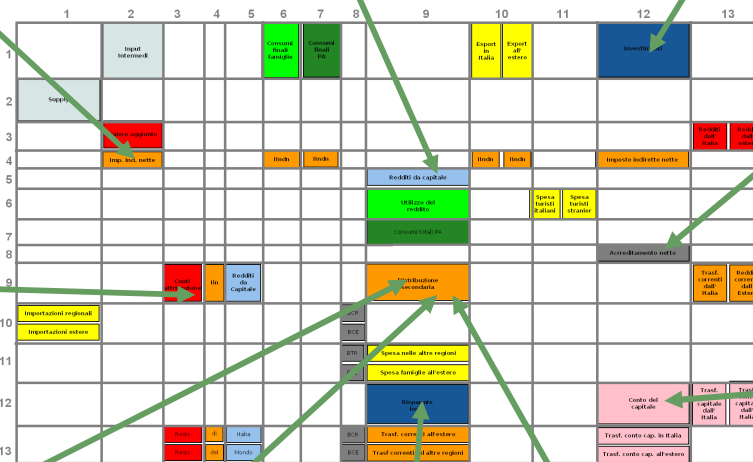 1 2 3 4 5 6 7 8 9 10 11 12 13
1
Input
Intermedi
Consumi
finali
famiglie
Consumi
finali
PA
Export
in
Italia
Export
all'
estero
2
3
Redditi
dall'
Italia
4
Imp. ind. nette
IIndn
IIndn
IIndn
IIndn
Imposte indirette nette
5
Redditi da capitale
6
Utilizzo del
reddito
Spesa
turisti
italiani
Spesa
turisti
stranier
7
Consumi totali PA
8
Accreditamento netto
9
Conti
IIn
Redditi
da
Capitale
secondaria
Trasf.
correnti
dall'
Italia
10
Importazioni regionali
BCR
Importazioni estere
BCE
11
BTR
Spesa nelle altre regioni
Spesa famiglie all'estero
12
Conto del
capitale
Trasf.
capitale
dall'
Italia
13
Resto
di
Italia
BCR
Trasf. correnti all'estero
Trasf. conto cap. in Italia
Resto
del
Mondo
BCE
Trasf correnti ad altre regioni
Trasf. conto cap. all'estero